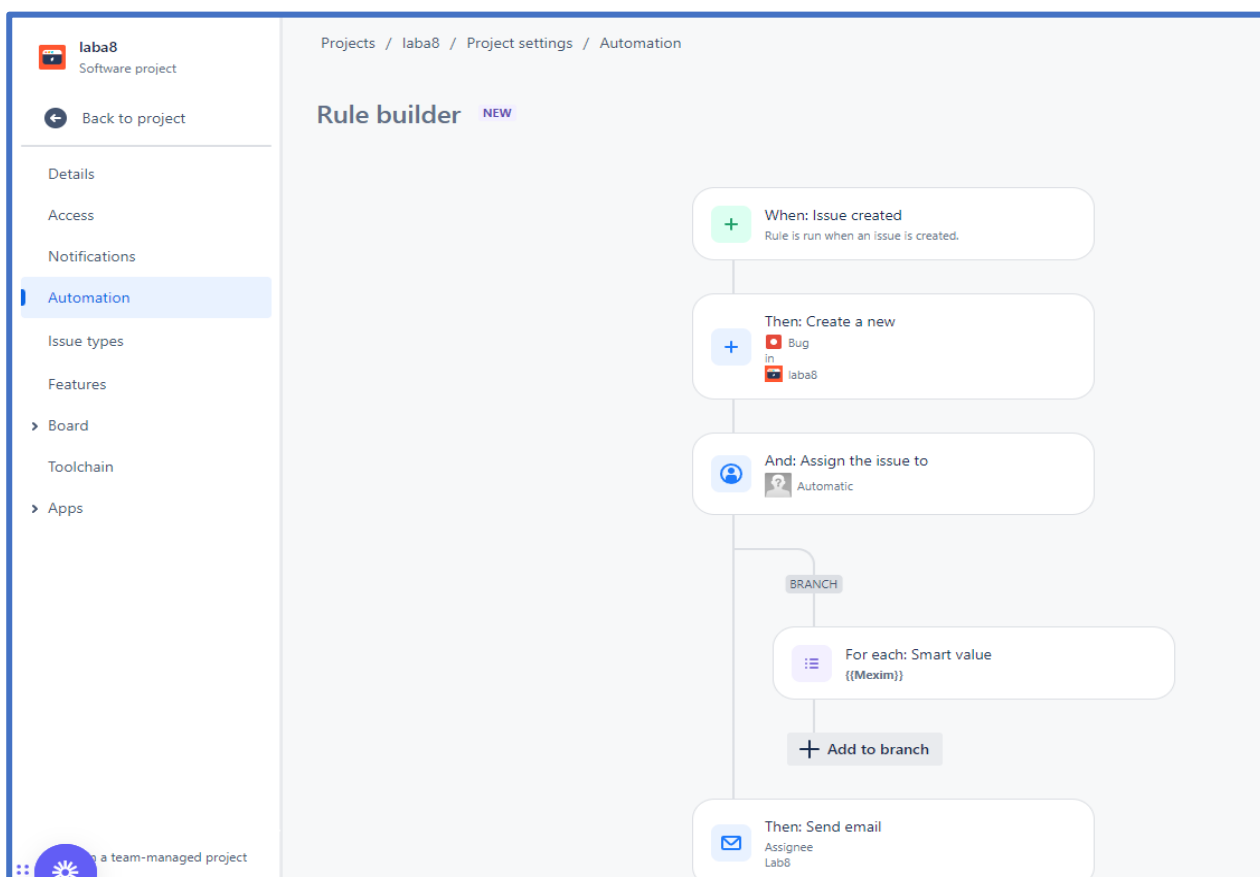 laba8
Software project
Back to project
Details
Access
Notifications
Automation
Issue types
Features
Board
Toolchain
Apps
a team-managed project
Projects / laba8 / Project settings / Automation
Rule builder NEW
When: Issue created
Rule is run when an issue is created.
Then: Create a new
Bug
in
laba8
And: Assign the issue to
Automatic
BRANCH
For each: Smart value
{{Mexim}}
Add to branch
Then: Send email
Assignee
Lab8